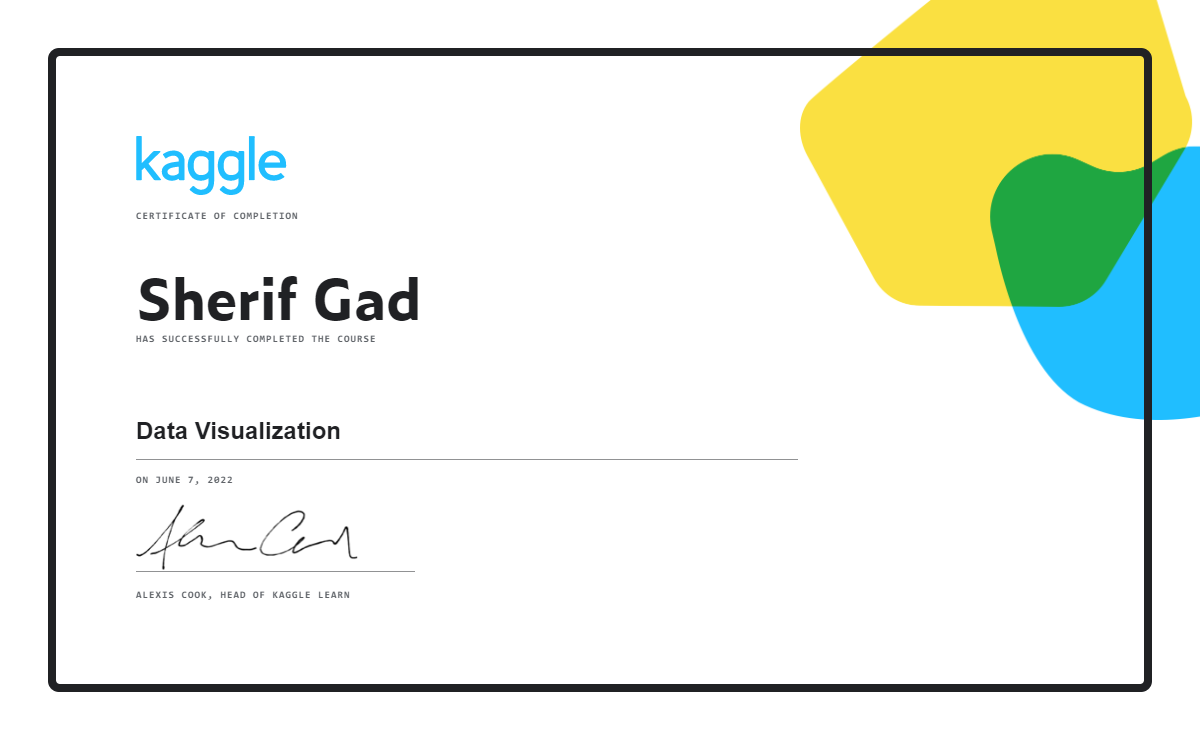 kaggle
CERTIFICATE OF COMPLETION
Sherif Gad
HAS SUCCESSFULLY COMPLETED THE COURSE
Data Visualization
ON JUNE 7, 2022
ALEXIS COOK, HEAD OF KAGGLE LEARN